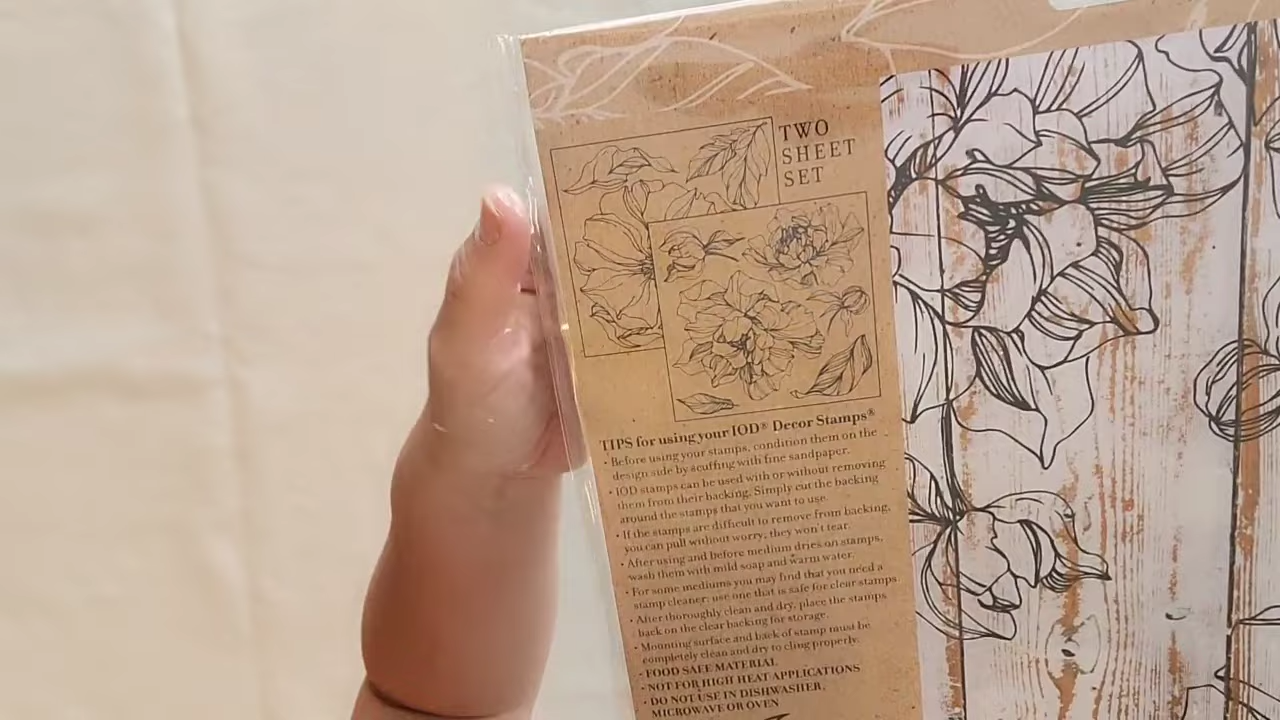 TWO
SHEET
SET
TIPS for using your IOD® Decor Stamps®
· Before using your stamps, condition them on the
design side by scuffing with fine sandpaper.
· IOD stamps can be used with or without removing
them from their backing. Simply cut the backing
around the stamps that you want to use.
· If the stamps are difficult to remove from backing,
you can pull without worry, they won't tear.
· After using and before medium dries on stamps,
wash them with mild soap and warm water.
· For some mediums you may find that you need a
stamp cleaner; use one that is safe for clear stamps
· After thoroughly clean and dry, place the stamps
back on the clear backing for storage.
· Mounting surface and back of stamp must be
completely clean and dry to cling properly.
· FOOD SAFE MATERIAL
· NOT FOR HIGH HEAT APPLICATIONS
· DO NOT USE IN DISHWASHER,
MICROWAVE OR OVEN